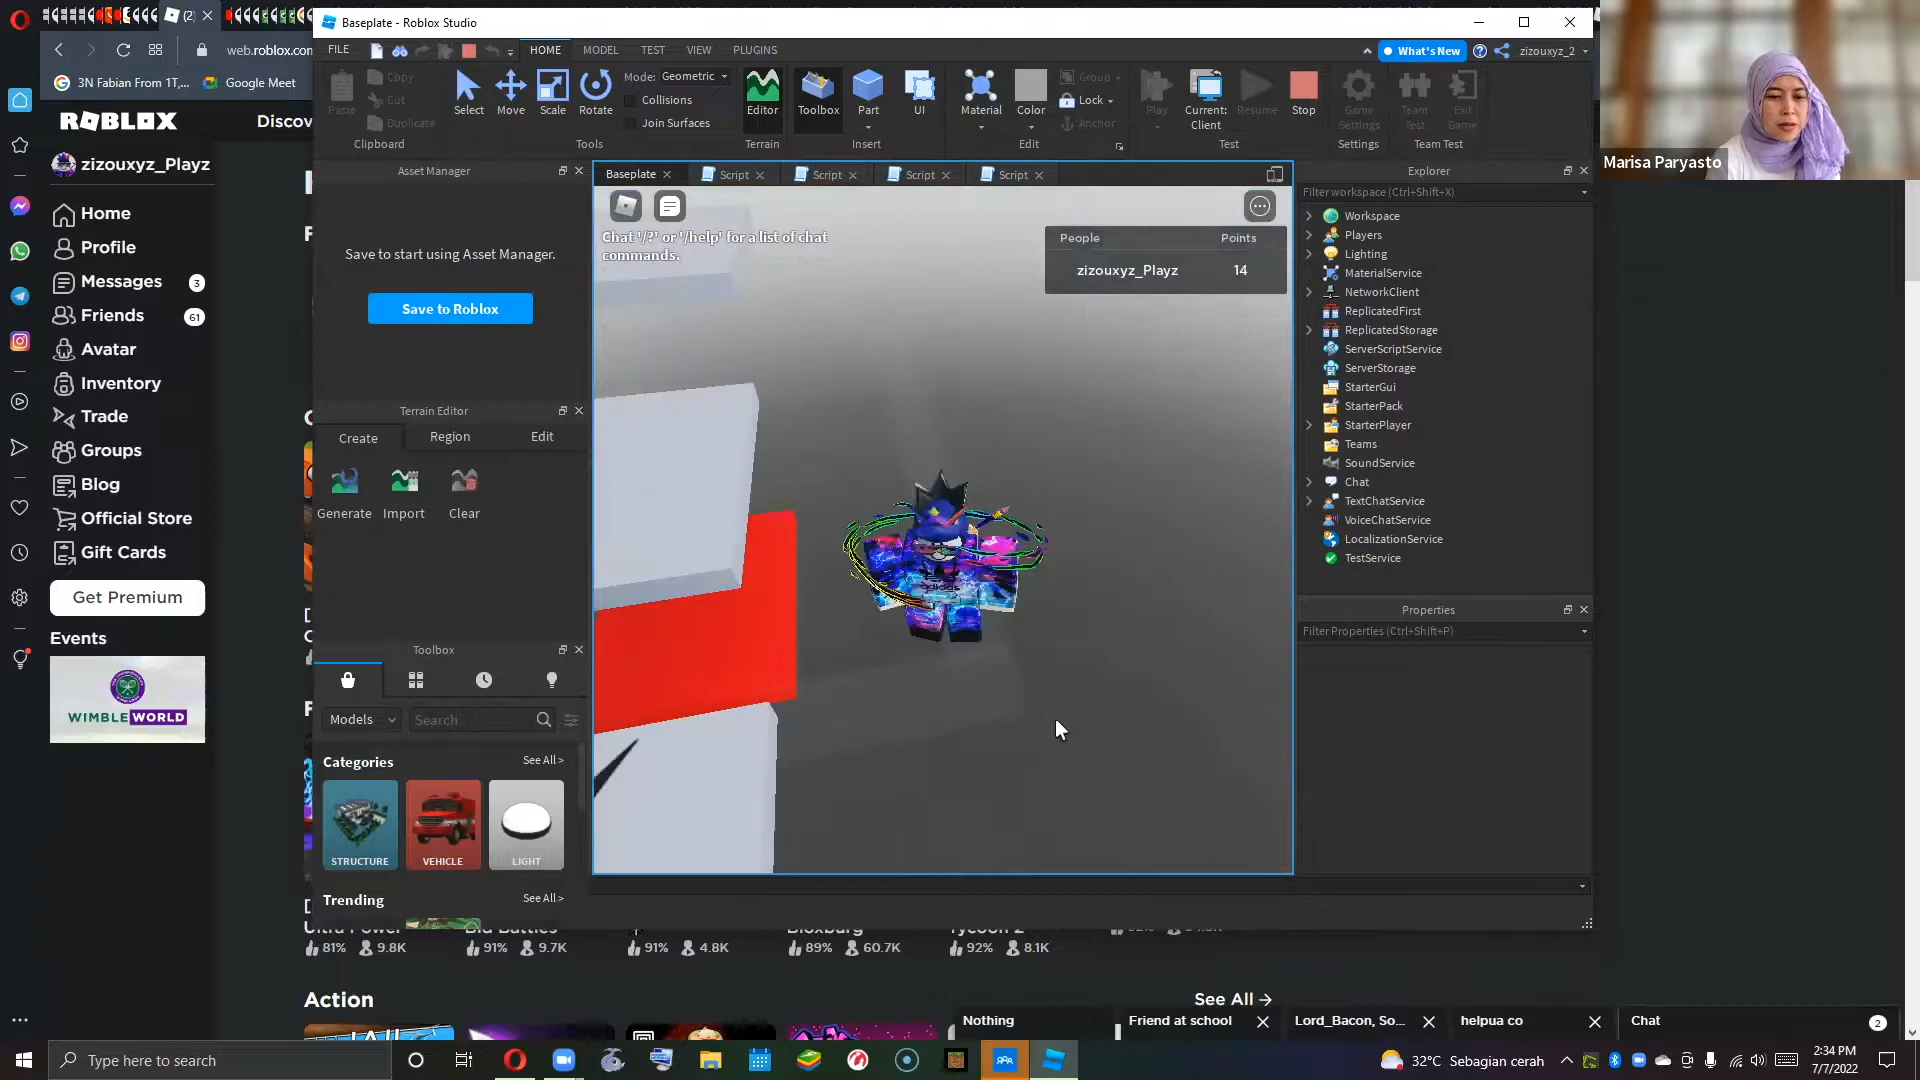 (2)
Baseplate - Roblox Studio
web.roblox.com
FILE
HOME
MODEL
TEST
VIEW
PLUGINS
What's New
zizouxyz_2
3N Fabian From 1T,...
Google Meet
Paste
Copy
Cut
Duplicate
Clipboard
Select
Move
Scale
Rotate
Mode: Geometric
Collisions
Join Surfaces
Tools
Editor
Terrain
Toolbox
Part
UI
Insert
Material
Color
Group
Lock
Anchor
Edit
Play
Current:
Client
Resume
Stop
Test
Game
Settings
Settings
Team
Test
Exit
Game
Team Test
Marisa Paryasto
ROBLOX
Discov
zizouxyz_Playz
Home
Profile
Messages
3
Friends
61
Avatar
Inventory
Trade
Groups
Blog
Official Store
Gift Cards
Get Premium
Events
WIMBLEWORLD
Asset Manager
Save to start using Asset Manager.
Save to Roblox
Terrain Editor
Create
Region
Edit
Generate
Import
Clear
Toolbox
Models
Search
Categories
See All >
STRUCTURE
VEHICLE
LIGHT
Trending
See All >
Baseplate
Script
Script
Script
Script
Chat '/?' or '/help' for a list of chat
commands.
People
Points
zizouxyz_Playz
14
adidas
Explorer
Filter workspace (Ctrl+Shift+X)
Workspace
Players
Lighting
MaterialService
NetworkClient
ReplicatedFirst
ReplicatedStorage
ServerScriptService
ServerStorage
StarterGui
StarterPack
StarterPlayer
Teams
SoundService
Chat
TextChatService
VoiceChatService
LocalizationService
TestService
Properties
Filter Properties (Ctrl+Shift+P)
81%
9.8K
91%
9.7K
91%
4.8K
Bloxburg
89%
60.7K
Tycoon 2
92%
8.1K
Action
See All →
Nothing
Friend at school
Lord_Bacon, So...
helpua co
Chat
2
Type here to search
32°C Sebagian cerah
2:34 PM
7/7/2022